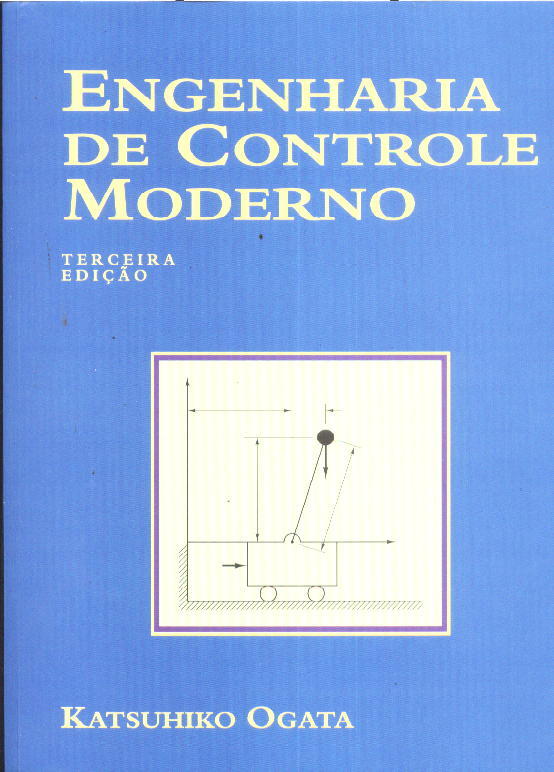 ENGENHARIA
DE CONTROLE
MODERNO
TERCEIRA
EDIÇÃO
KATSUHIKO OGATA